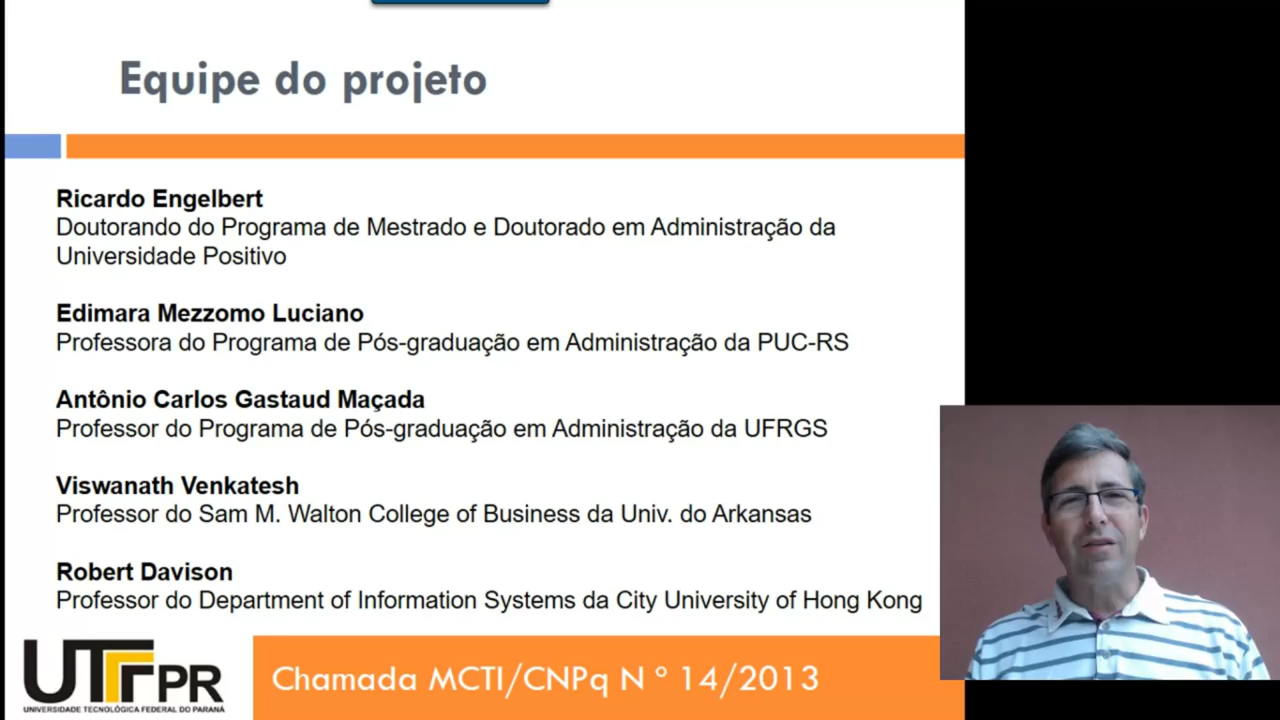 Equipe do projeto
Ricardo Engelbert
Doutorando do Programa de Mestrado e Doutorado em Administração da
Universidade Positivo
Edimara Mezzomo Luciano
Professora do Programa de Pós-graduação em Administração da PUC-RS
Antônio Carlos Gastaud Maçada
Professor do Programa de Pós-graduação em Administração da UFRGS
Viswanath Venkatesh
Professor do Sam M. Walton College of Business da Univ. do Arkansas
Robert Davison
Professor do Department of Information Systems da City University of Hong Kong
UTFPR
UNIVERSIDADE TECNOLÓGICA FEDERAL DO PARANÁ
Chamada MCTI/CNPq N º 14/2013